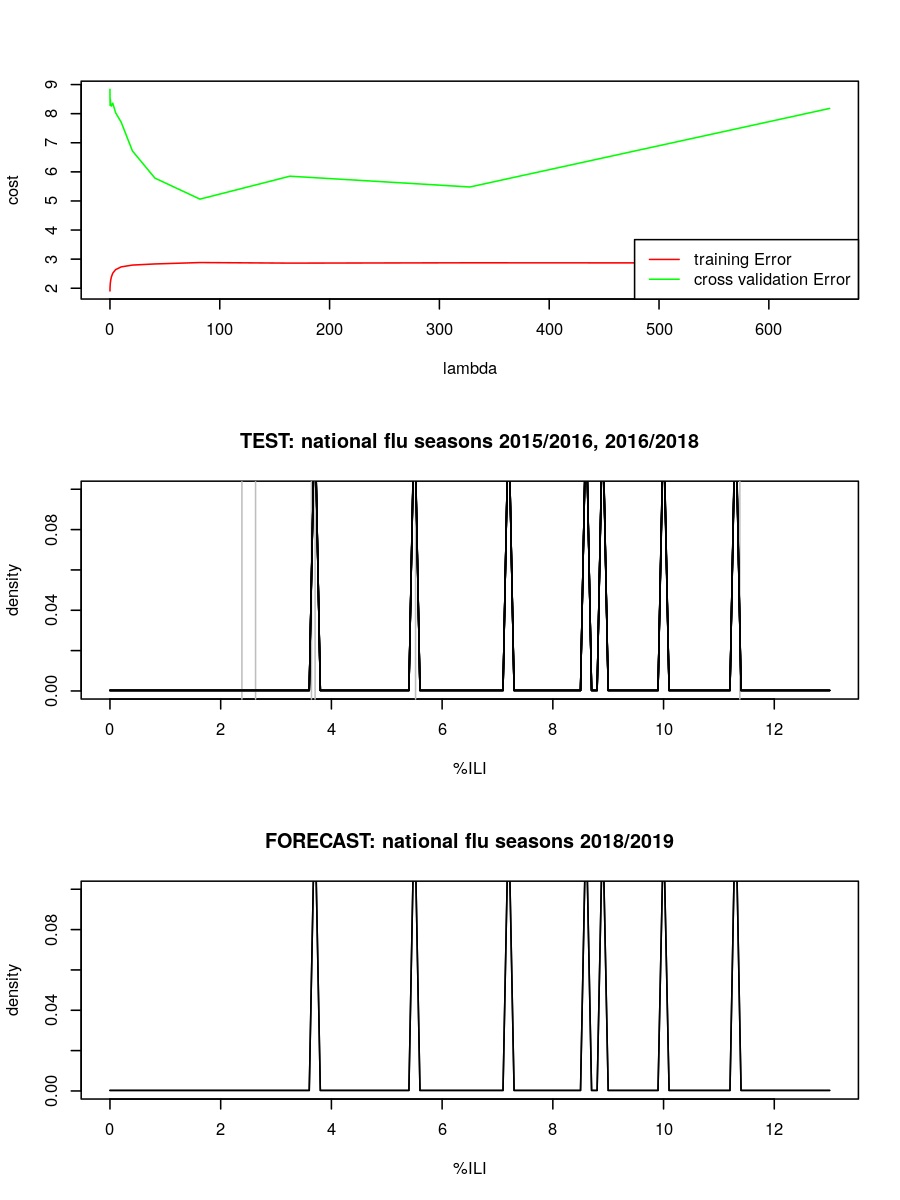 9
8
7
6
5
4
3
2
cost
training Error
cross validation Error
0 100 200 300 400 500 600
lambda
TEST: national flu seasons 2015/2016, 2016/2018
0.08
0.04
0.00
density
0 2 4 6 8 10 12
%ILI
FORECAST: national flu seasons 2018/2019
0.08
0.04
0.00
density
0 2 4 6 8 10 12
%ILI